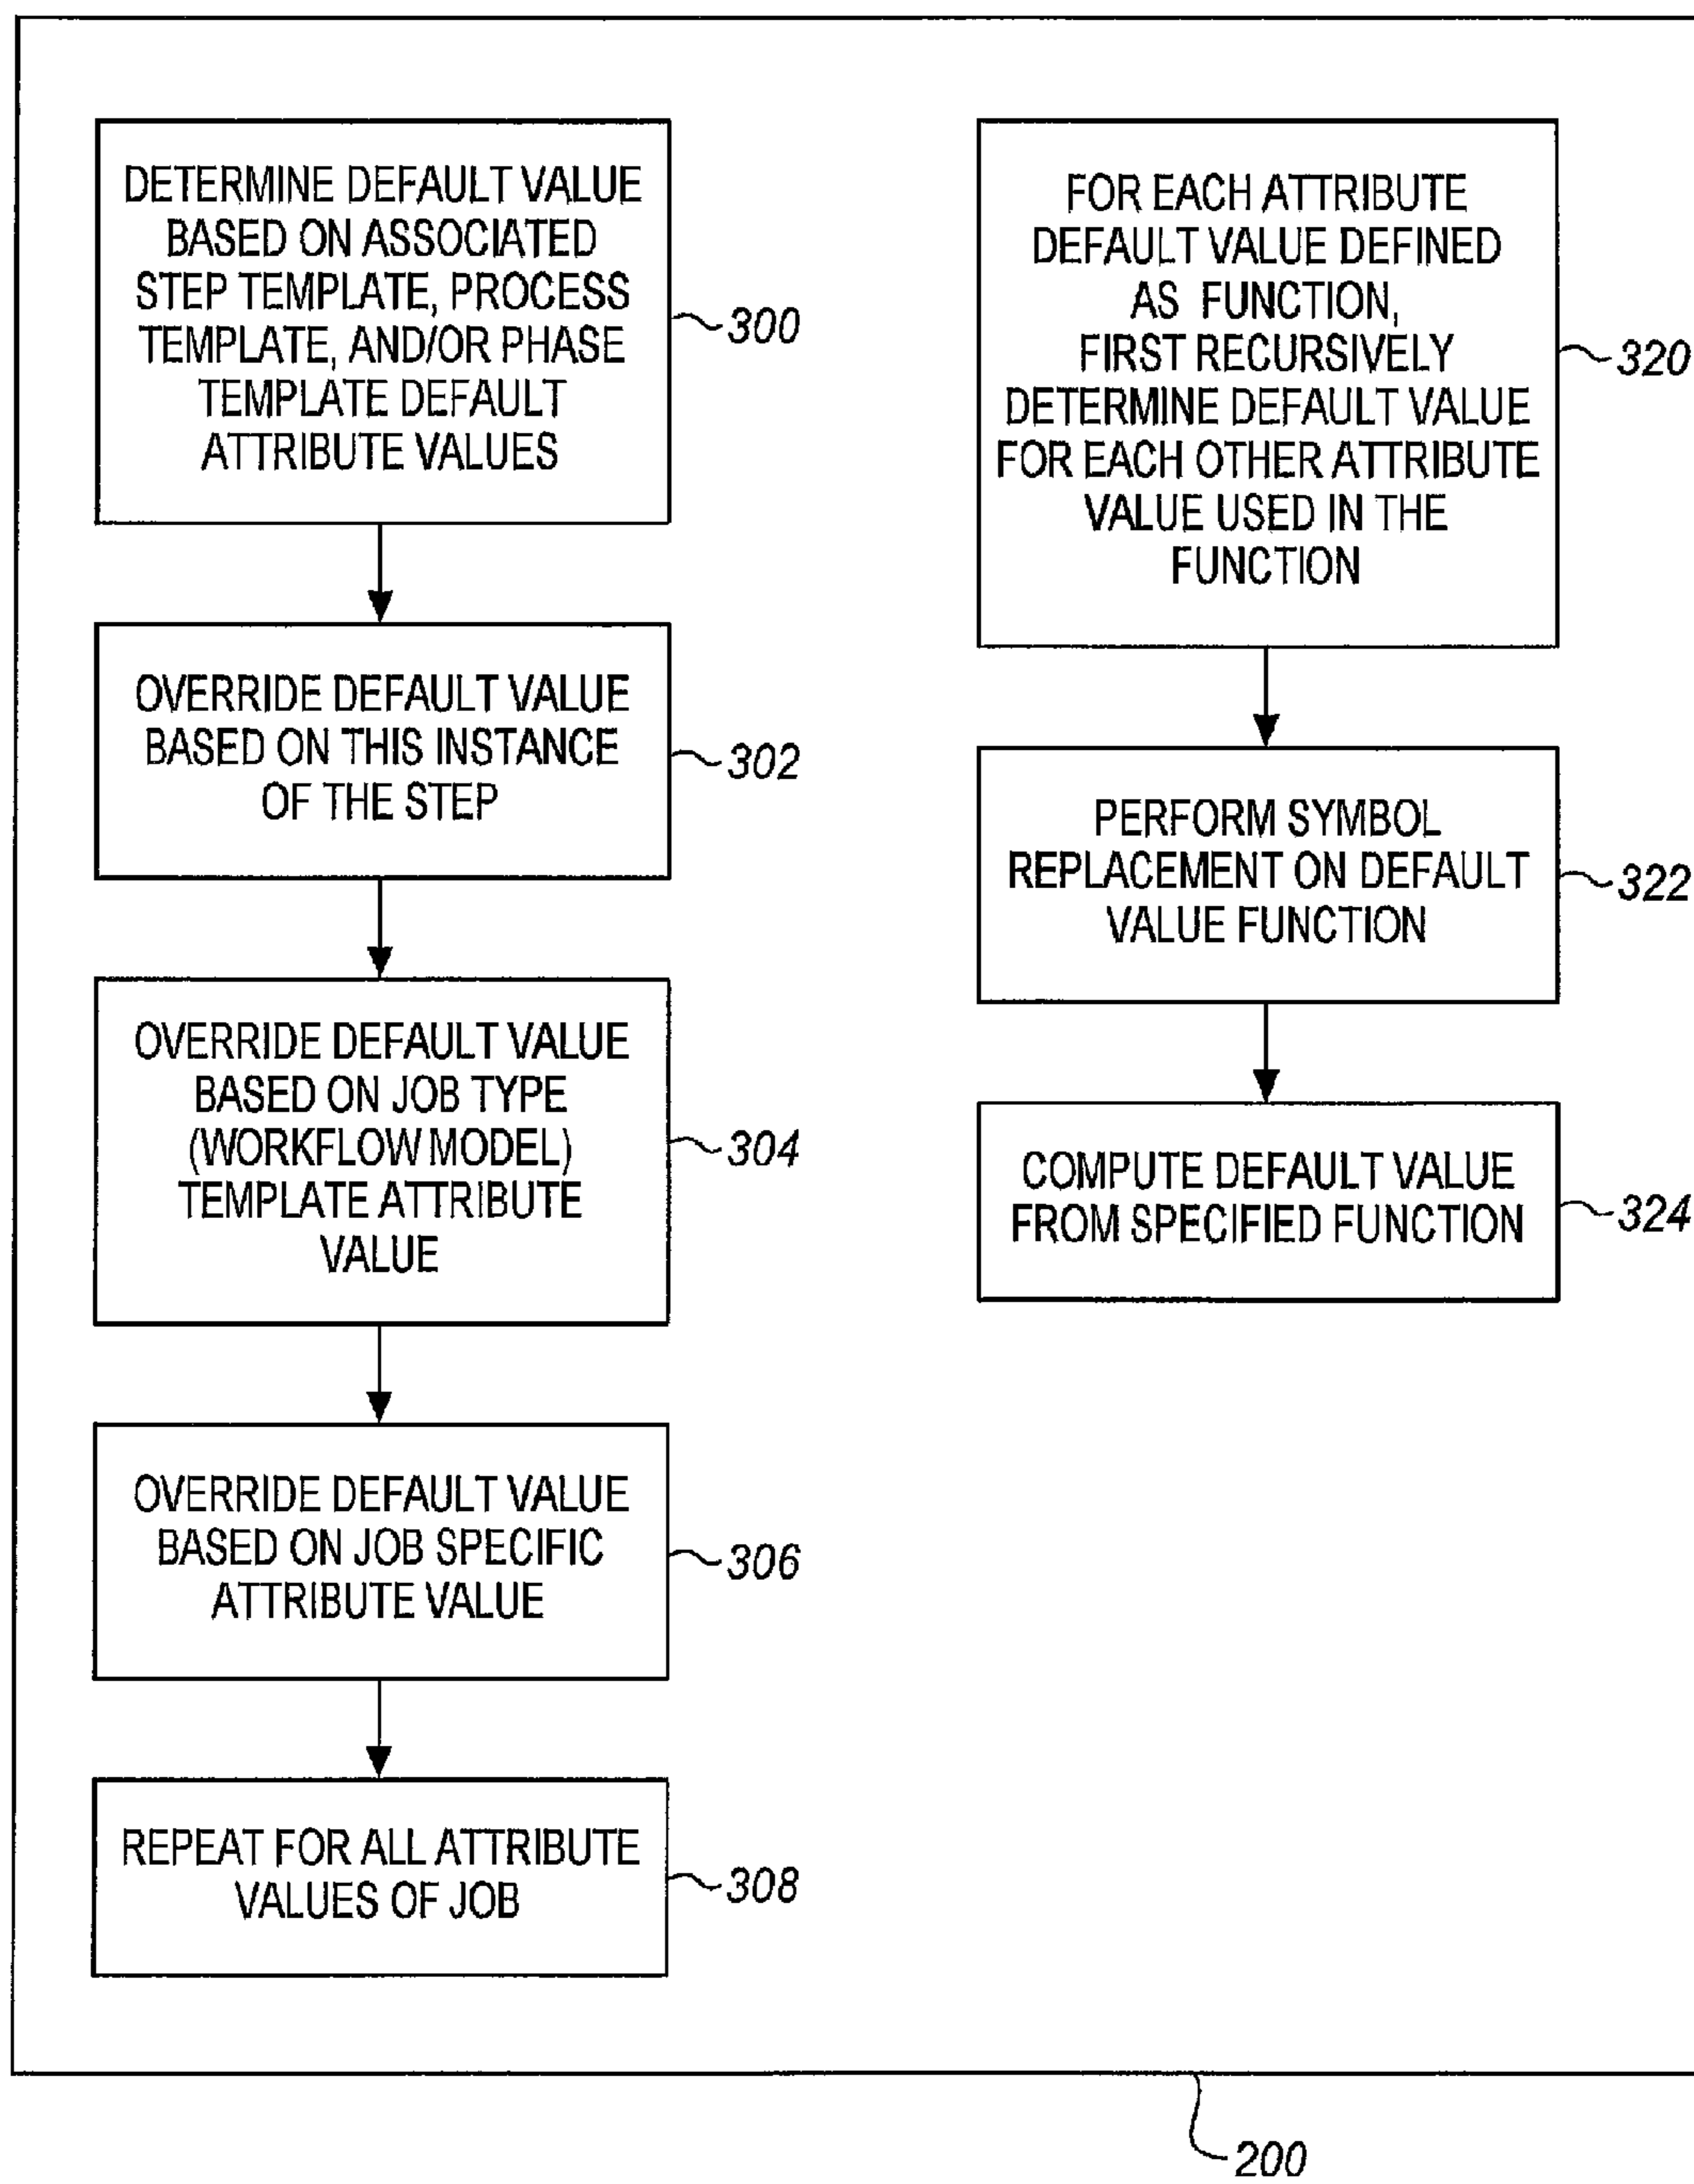 DETERMINE DEFAULT VALUE
BASED ON ASSOCIATED
STEP TEMPLATE, PROCESS
TEMPLATE, AND/OR PHASE
TEMPLATE DEFAULT
ATTRIBUTE VALUES
300
OVERRIDE DEFAULT VALUE
BASED ON THIS INSTANCE
OF THE STEP
302
OVERRIDE DEFAULT VALUE
BASED ON JOB TYPE
(WORKFLOW MODEL)
TEMPLATE ATTRIBUTE
VALUE
304
OVERRIDE DEFAULT VALUE
BASED ON JOB SPECIFIC
ATTRIBUTE VALUE
306
REPEAT FOR ALL ATTRIBUTE
VALUES OF JOB
308
FOR EACH ATTRIBUTE
DEFAULT VALUE DEFINED
AS FUNCTION,
FIRST RECURSIVELY
DETERMINE DEFAULT VALUE
FOR EACH OTHER ATTRIBUTE
VALUE USED IN THE
FUNCTION
320
PERFORM SYMBOL
REPLACEMENT ON DEFAULT
VALUE FUNCTION
322
COMPUTE DEFAULT VALUE
FROM SPECIFIED FUNCTION
324
200